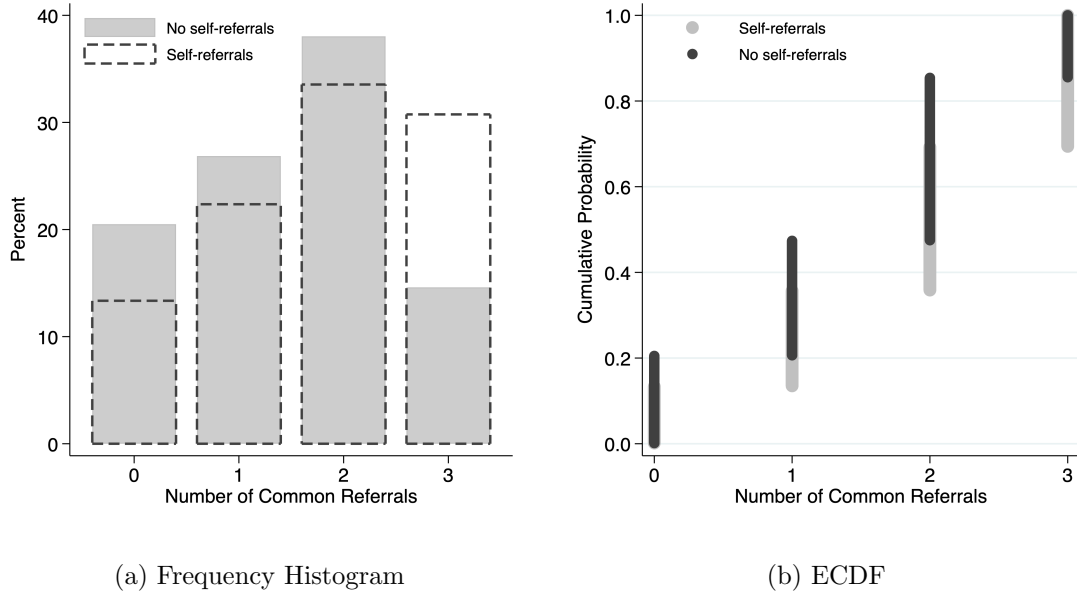 40
30
20
10
0
Percent
No self-referrals
Self-referrals
0 1 2 3
Number of Common Referrals
(a) Frequency Histogram
1.0
0.8
0.6
0.4
0.2
0.0
Cumulative Probability
Self-referrals
No self-referrals
0 1 2 3
Number of Common Referrals
(b) ECDF